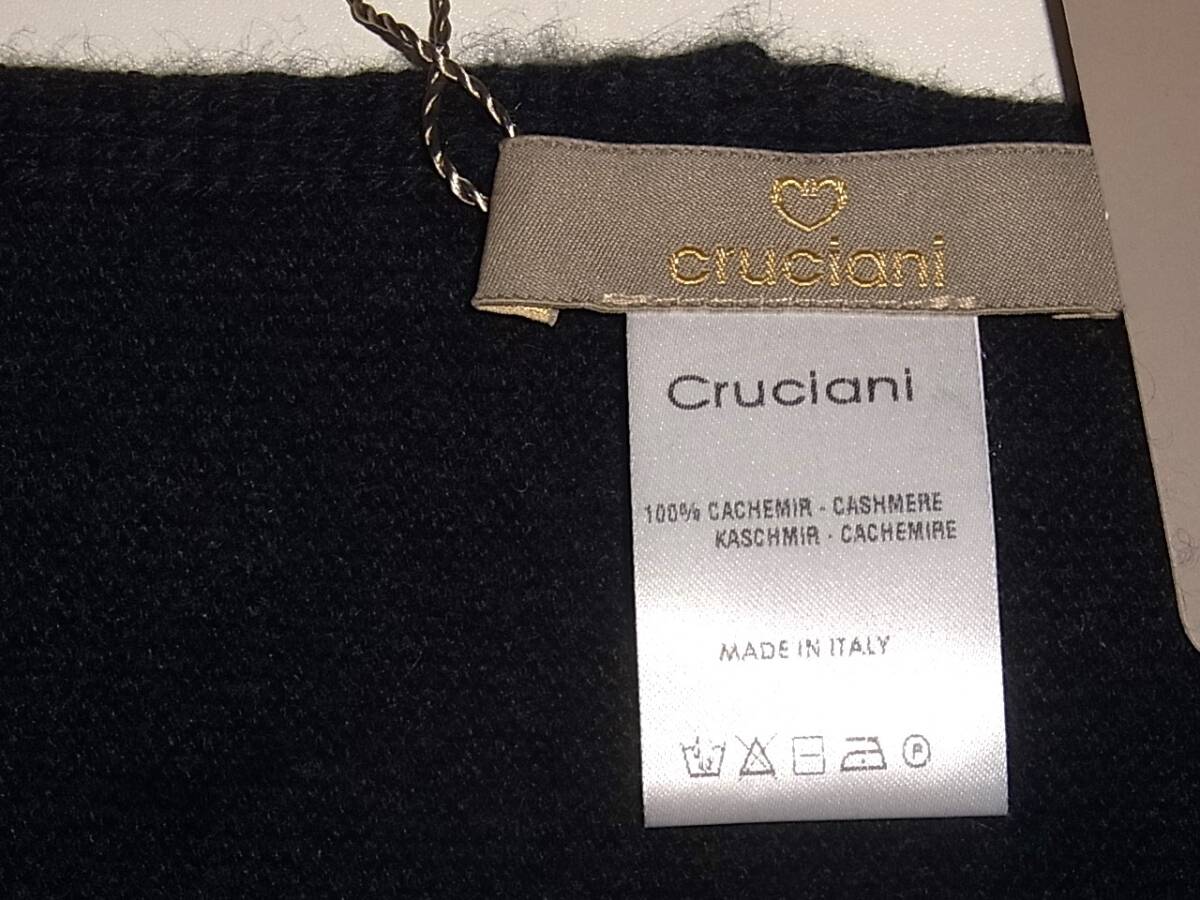 cruciani
Cruciani
100% CACHEMIR - CASHMERE
KASCHMIR - CACHEMIRE
MADE IN ITALY
P